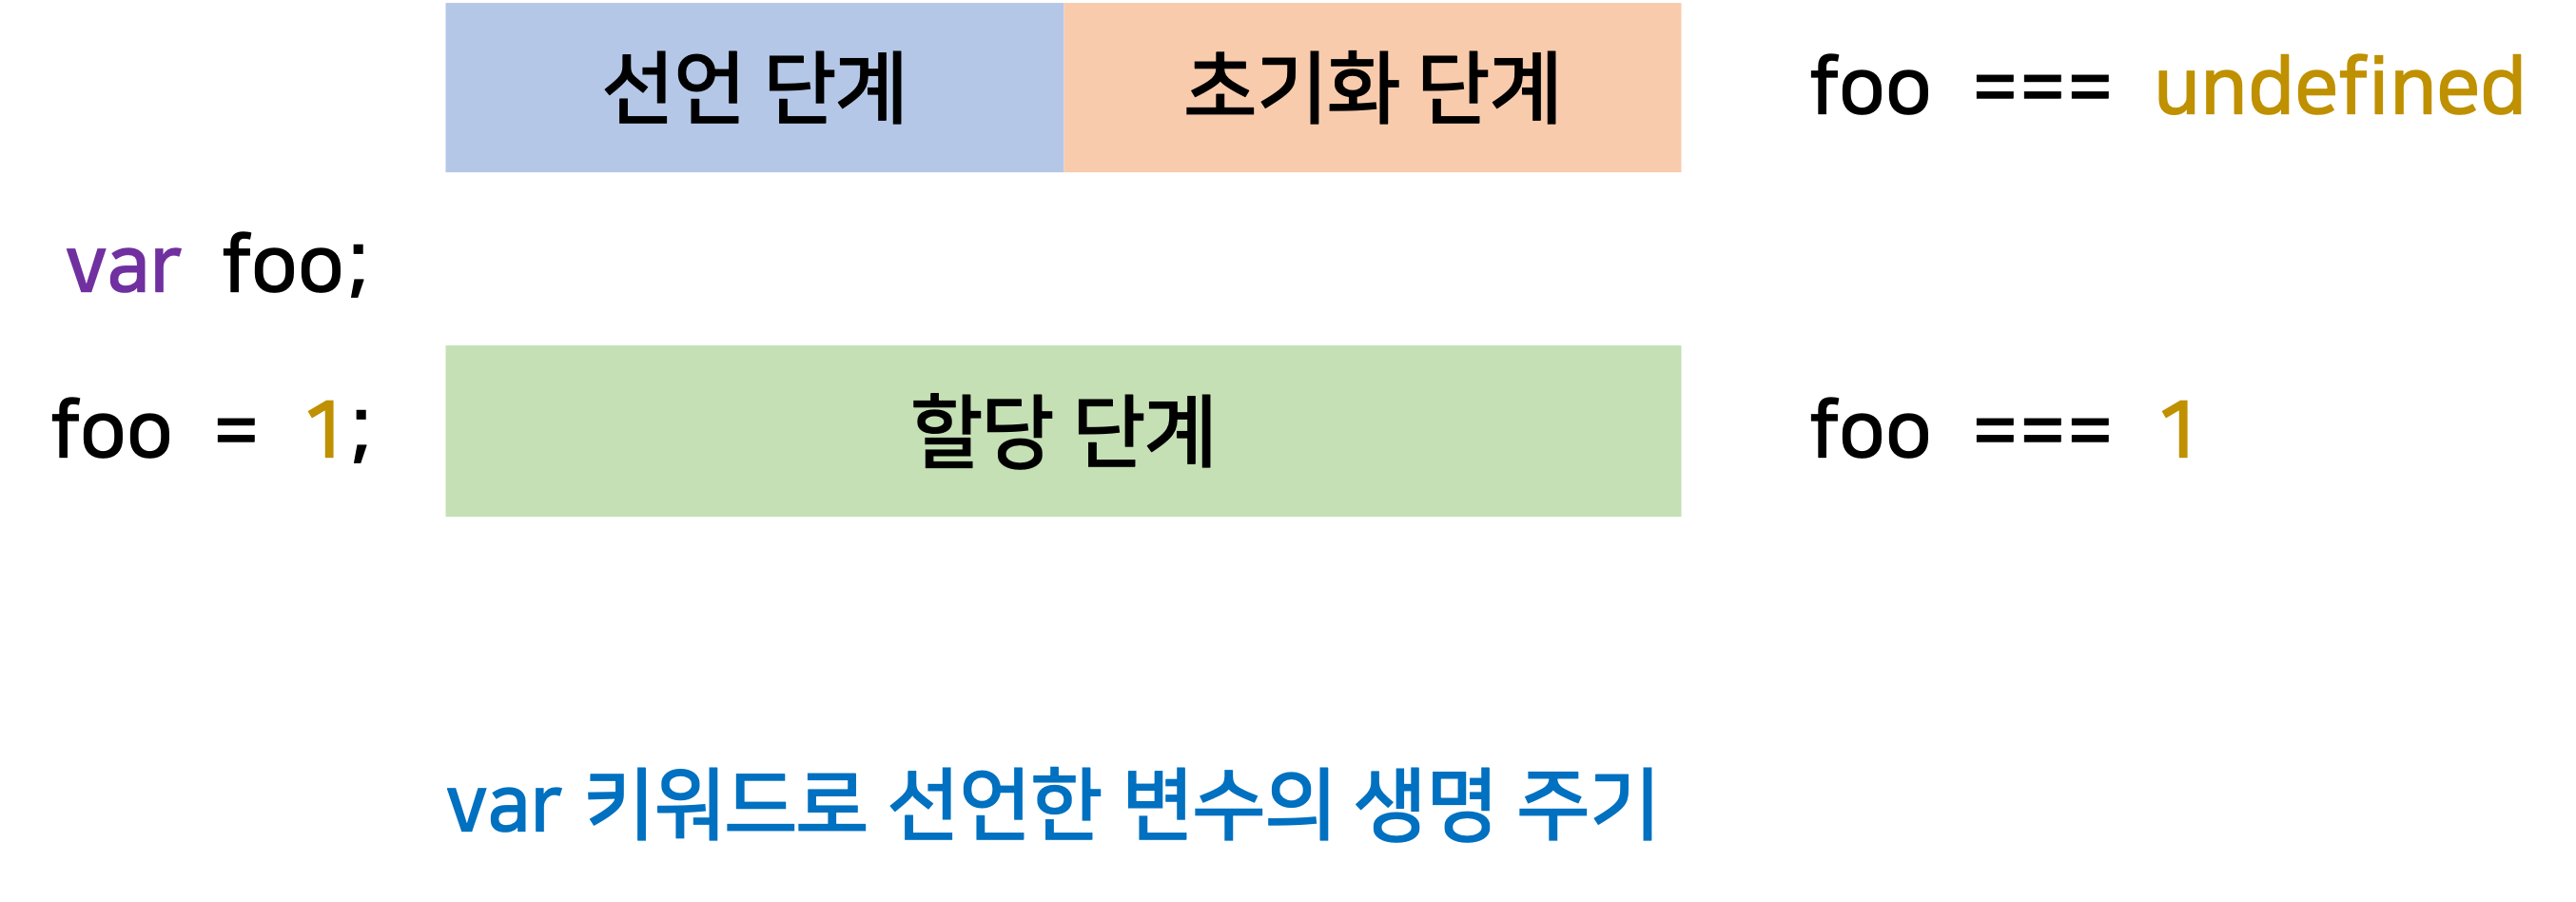 선언 단계 초기화 단계 foo === undefined
var foo;
foo = 1; 할당 단계 foo === 1
var 키워드로 선언한 변수의 생명 주기